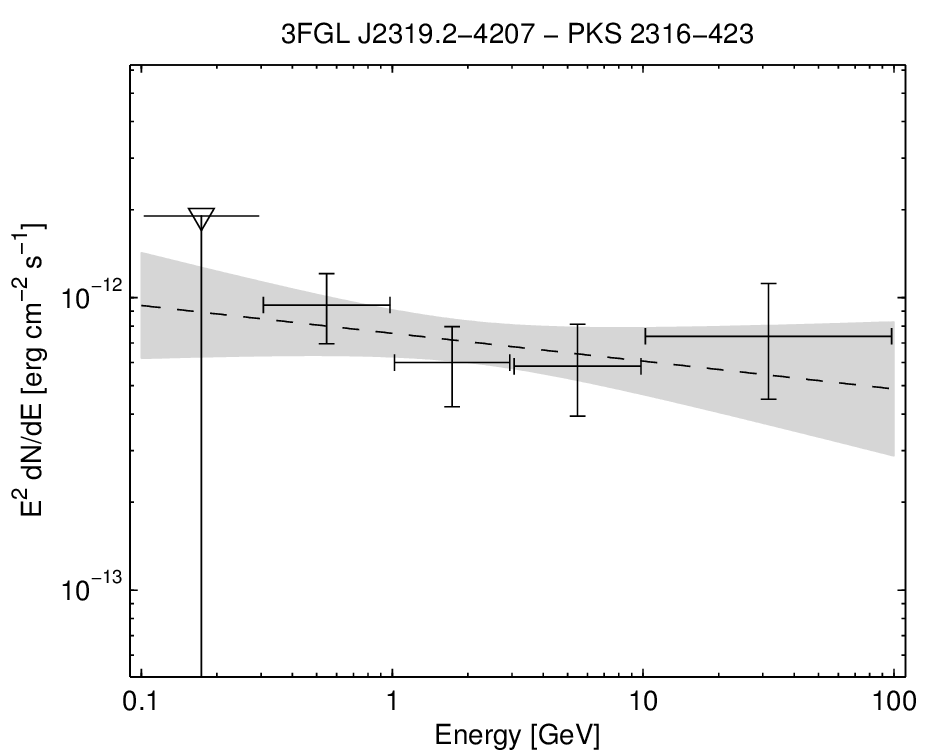 3FGL J2319.2−4207 − PKS 2316−423
E² dN/dE [erg cm⁻² s⁻¹]
10⁻¹²
10⁻¹³
0.1 1 10 100
Energy [GeV]